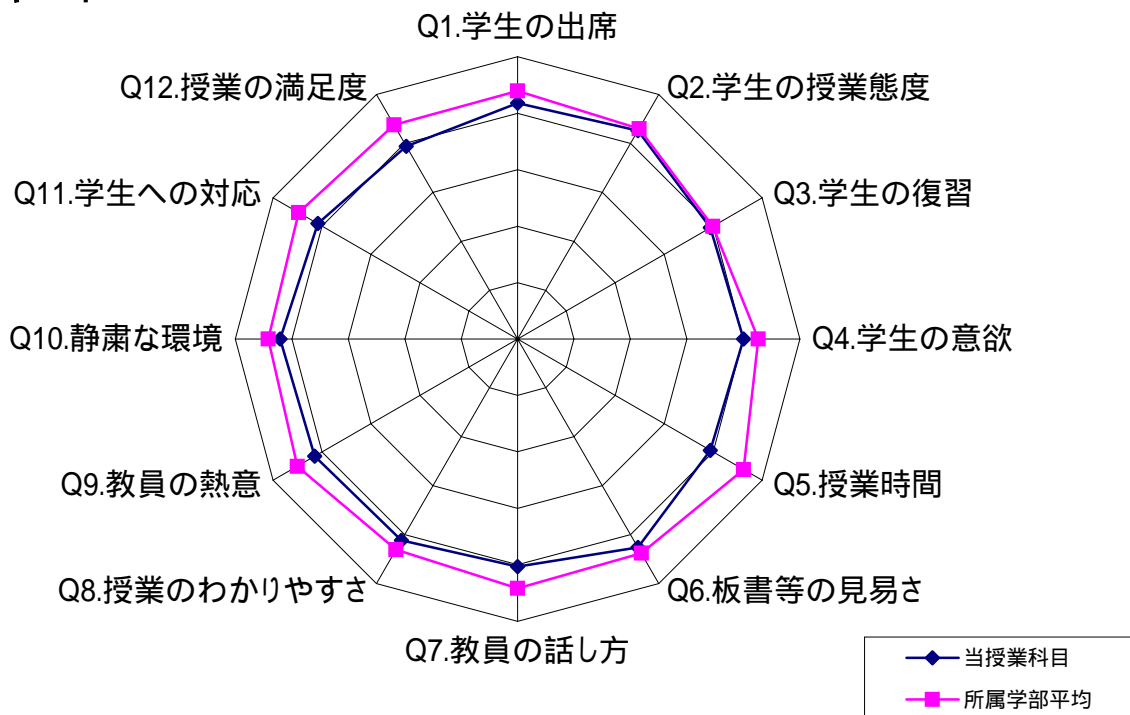 Q1.学生の出席
Q2.学生の授業態度
Q3.学生の復習
Q4.学生の意欲
Q5.授業時間
Q6.板書等の見易さ
Q7.教員の話し方
Q8.授業のわかりやすさ
Q9.教員の熱意
Q10.静粛な環境
Q11.学生への対応
Q12.授業の満足度
当授業科目
所属学部平均